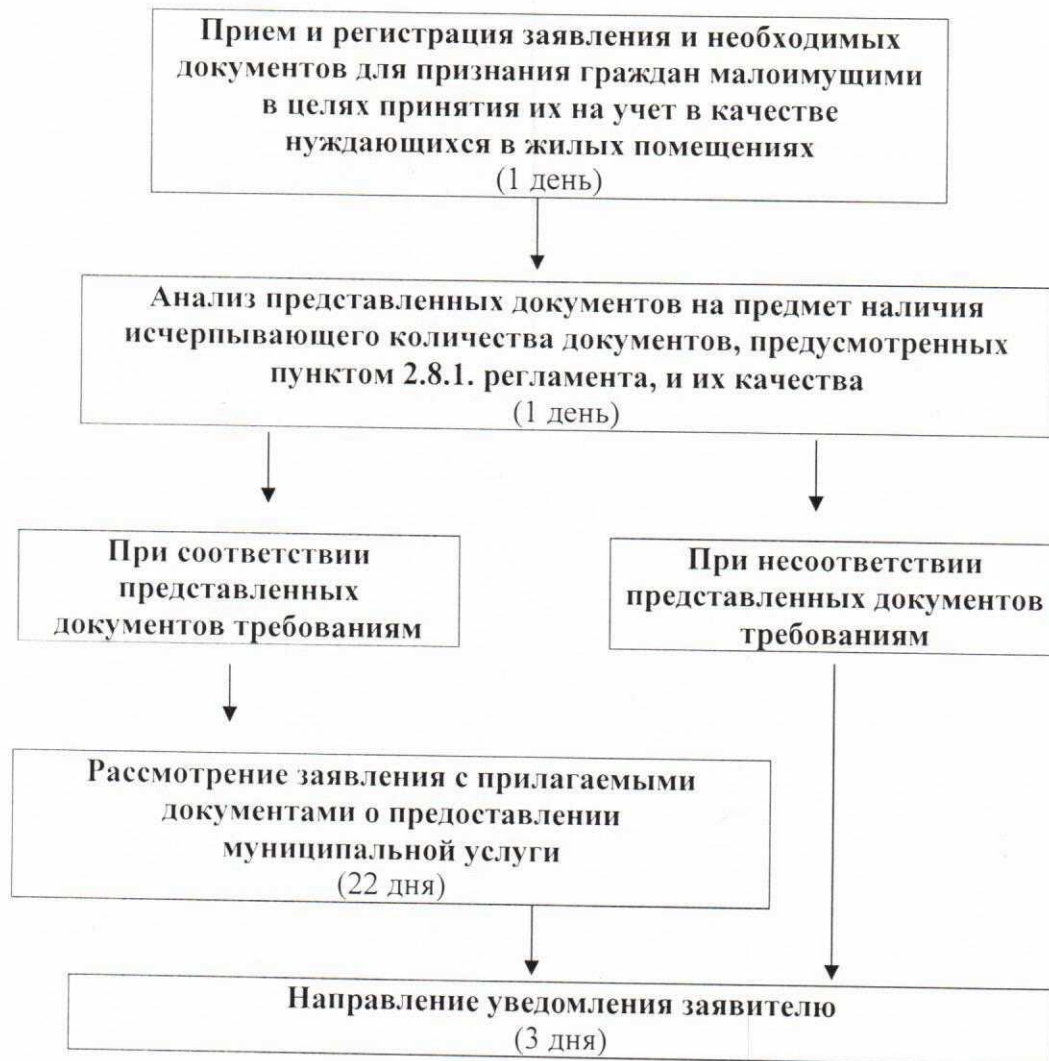 Прием и регистрация заявления и необходимых
документов для признания граждан малоимущими
в целях принятия их на учет в качестве
нуждающихся в жилых помещениях
(1 день)
Анализ представленных документов на предмет наличия
исчерпывающего количества документов, предусмотренных
пунктом 2.8.1. регламента, и их качества
(1 день)
При соответствии
представленных
документов требованиям
При несоответствии
представленных документов
требованиям
Рассмотрение заявления с прилагаемыми
документами о предоставлении
муниципальной услуги
(22 дня)
Направление уведомления заявителю
(3 дня)